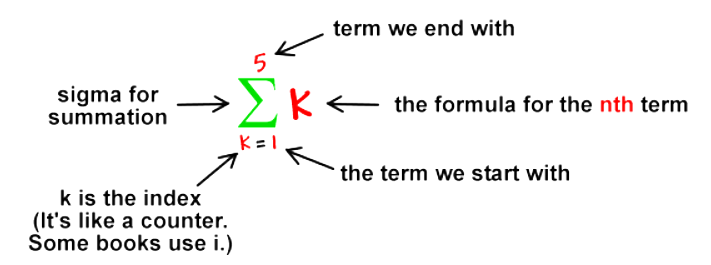 term we end with
5
sigma for
summation
∑ k
the formula for the nth term
k = 1
the term we start with
k is the index
(It's like a counter.
Some books use i.)